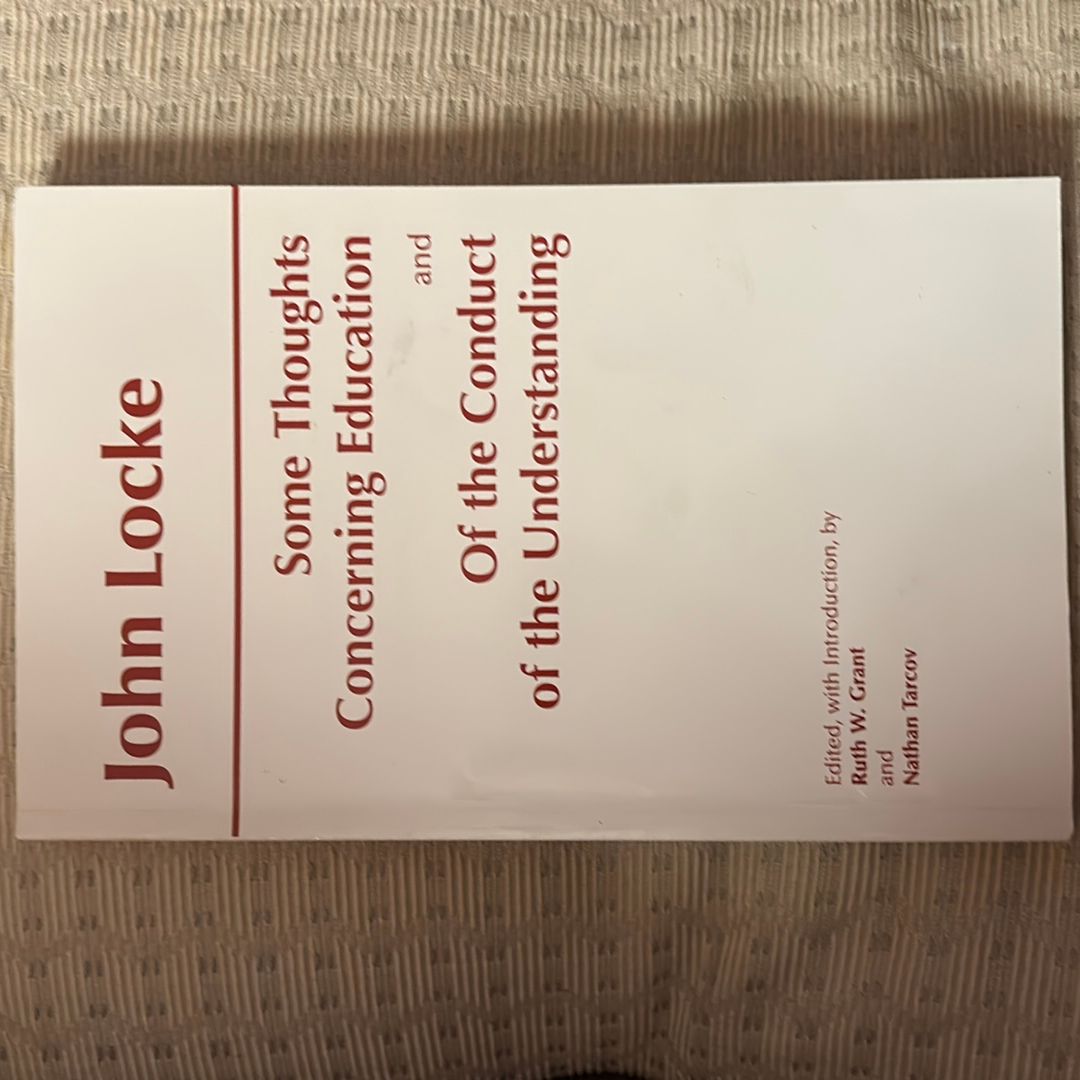 John Locke
Some Thoughts
Concerning Education
and
Of the Conduct
of the Understanding
Edited, with Introduction, by
Ruth W. Grant
and
Nathan Tarcov